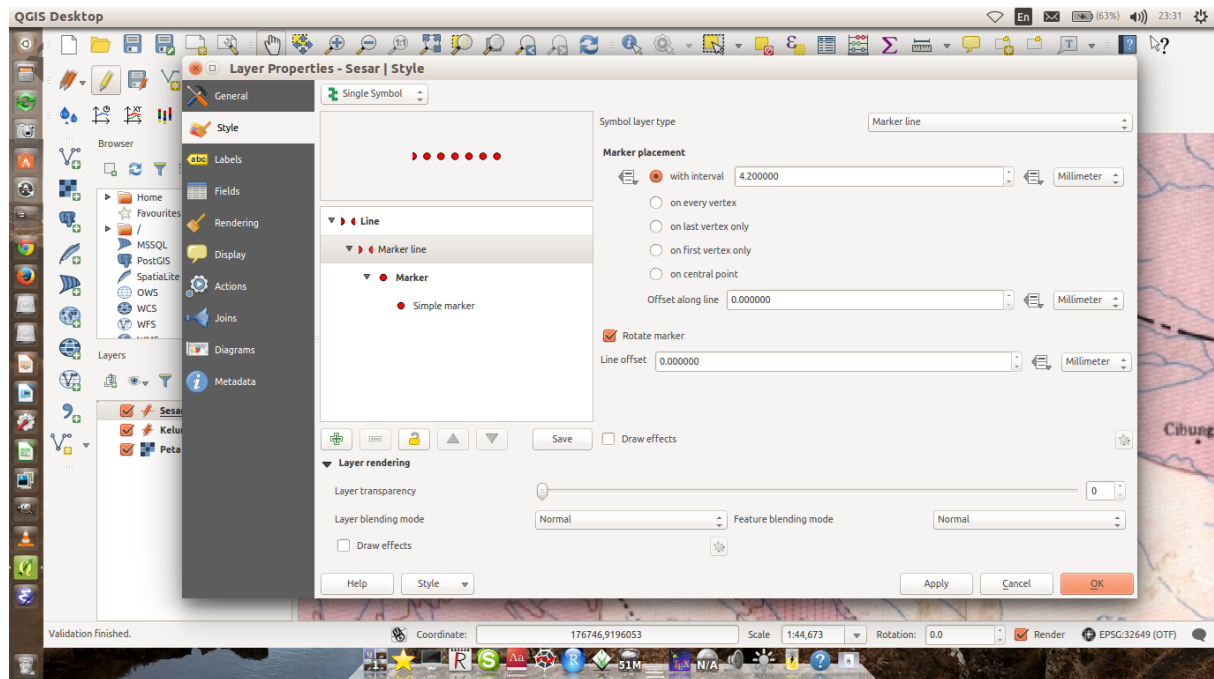 QGIS Desktop
En
(63%)
23:31
Layer Properties - Sesar | Style
General
Style
Labels
Fields
Rendering
Display
Actions
Joins
Diagrams
Metadata
Browser
Home
Favourites
/
MSSQL
PostGIS
SpatiaLite
OWS
WCS
WFS
Layers
Peta
Single Symbol
Line
Marker line
Marker
Simple marker
Save
Symbol layer type
Marker line
Marker placement
with interval
4.200000
Millimeter
on every vertex
on last vertex only
on first vertex only
on central point
Offset along line
0.000000
Millimeter
Rotate marker
Line offset
0.000000
Millimeter
Draw effects
Layer rendering
Layer transparency
0
Layer blending mode
Normal
Feature blending mode
Normal
Draw effects
Help
Style
Apply
Cancel
OK
Cibung
Validation finished.
Coordinate:
176746,9196053
Scale
1:44,673
Rotation:
0.0
Render
EPSG:32649 (OTF)
R
S
Aa
R
51M
TEX
N/A
?